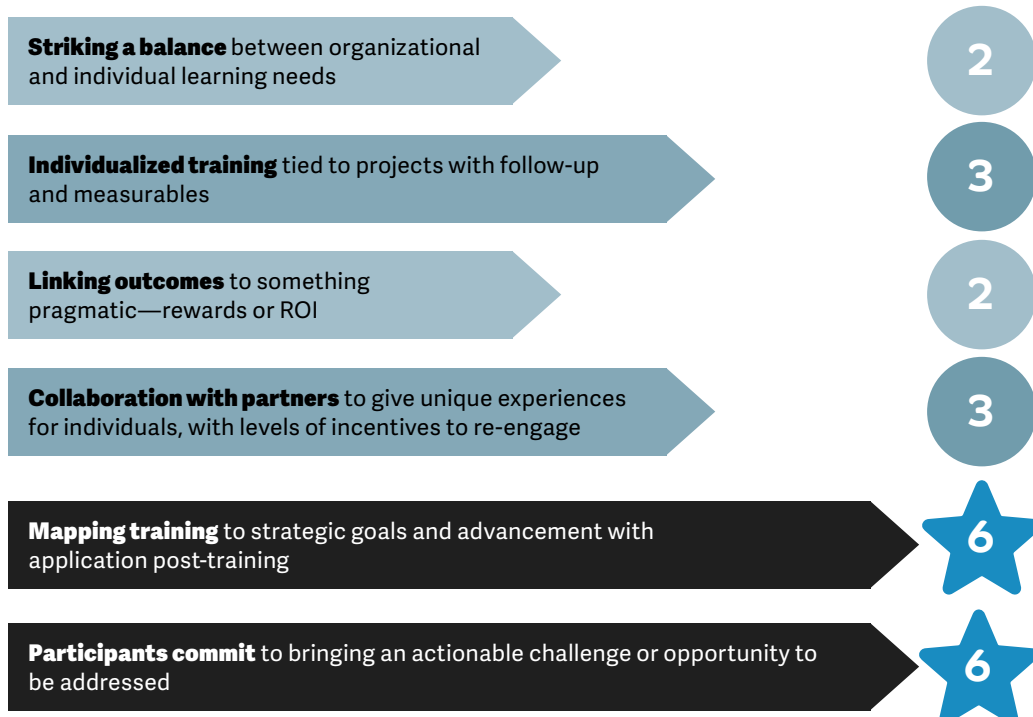 Striking a balance between organizational
and individual learning needs
2
Individualized training tied to projects with follow-up
and measurables
3
Linking outcomes to something
pragmatic—rewards or ROI
2
Collaboration with partners to give unique experiences
for individuals, with levels of incentives to re-engage
3
Mapping training to strategic goals and advancement with
application post-training
6
Participants commit to bringing an actionable challenge or opportunity to
be addressed
6